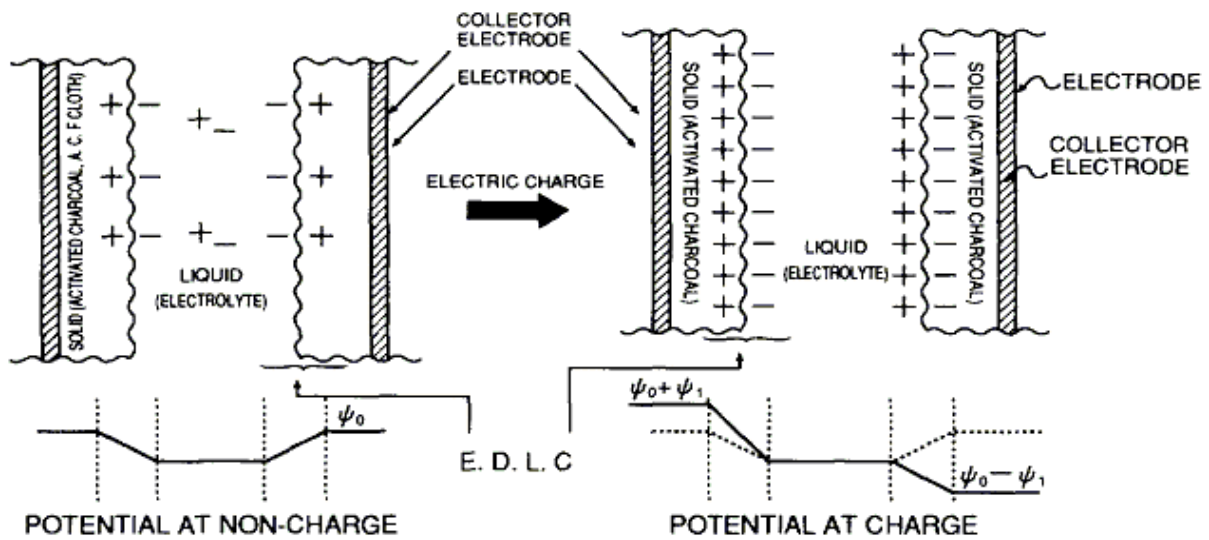 COLLECTOR
ELECTRODE
ELECTRODE
SOLID (ACTIVATED CHARCOAL, A. C. F CLOTH)
+ − + − − +
+ − − +
+ − + − − +
LIQUID
(ELECTROLYTE)
ELECTRIC CHARGE
SOLID (ACTIVATED CHARCOAL)
+ − + −
+ − + −
+ − + −
+ − + −
+ − + −
+ − + −
+ − + −
+ − + −
+ − + −
LIQUID
(ELECTROLYTE)
SOLID (ACTIVATED CHARCOAL)
ELECTRODE
COLLECTOR
ELECTRODE
ψ₀
E. D. L. C
ψ₀ + ψ₁
ψ₀ − ψ₁
POTENTIAL AT NON-CHARGE
POTENTIAL AT CHARGE